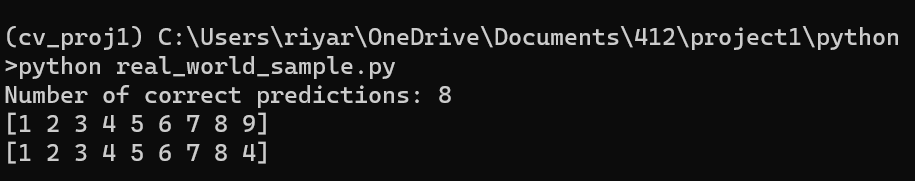 (cv_proj1) C:\Users\riyar\OneDrive\Documents\412\project1\python
>python real_world_sample.py
Number of correct predictions: 8
[1 2 3 4 5 6 7 8 9]
[1 2 3 4 5 6 7 8 4]